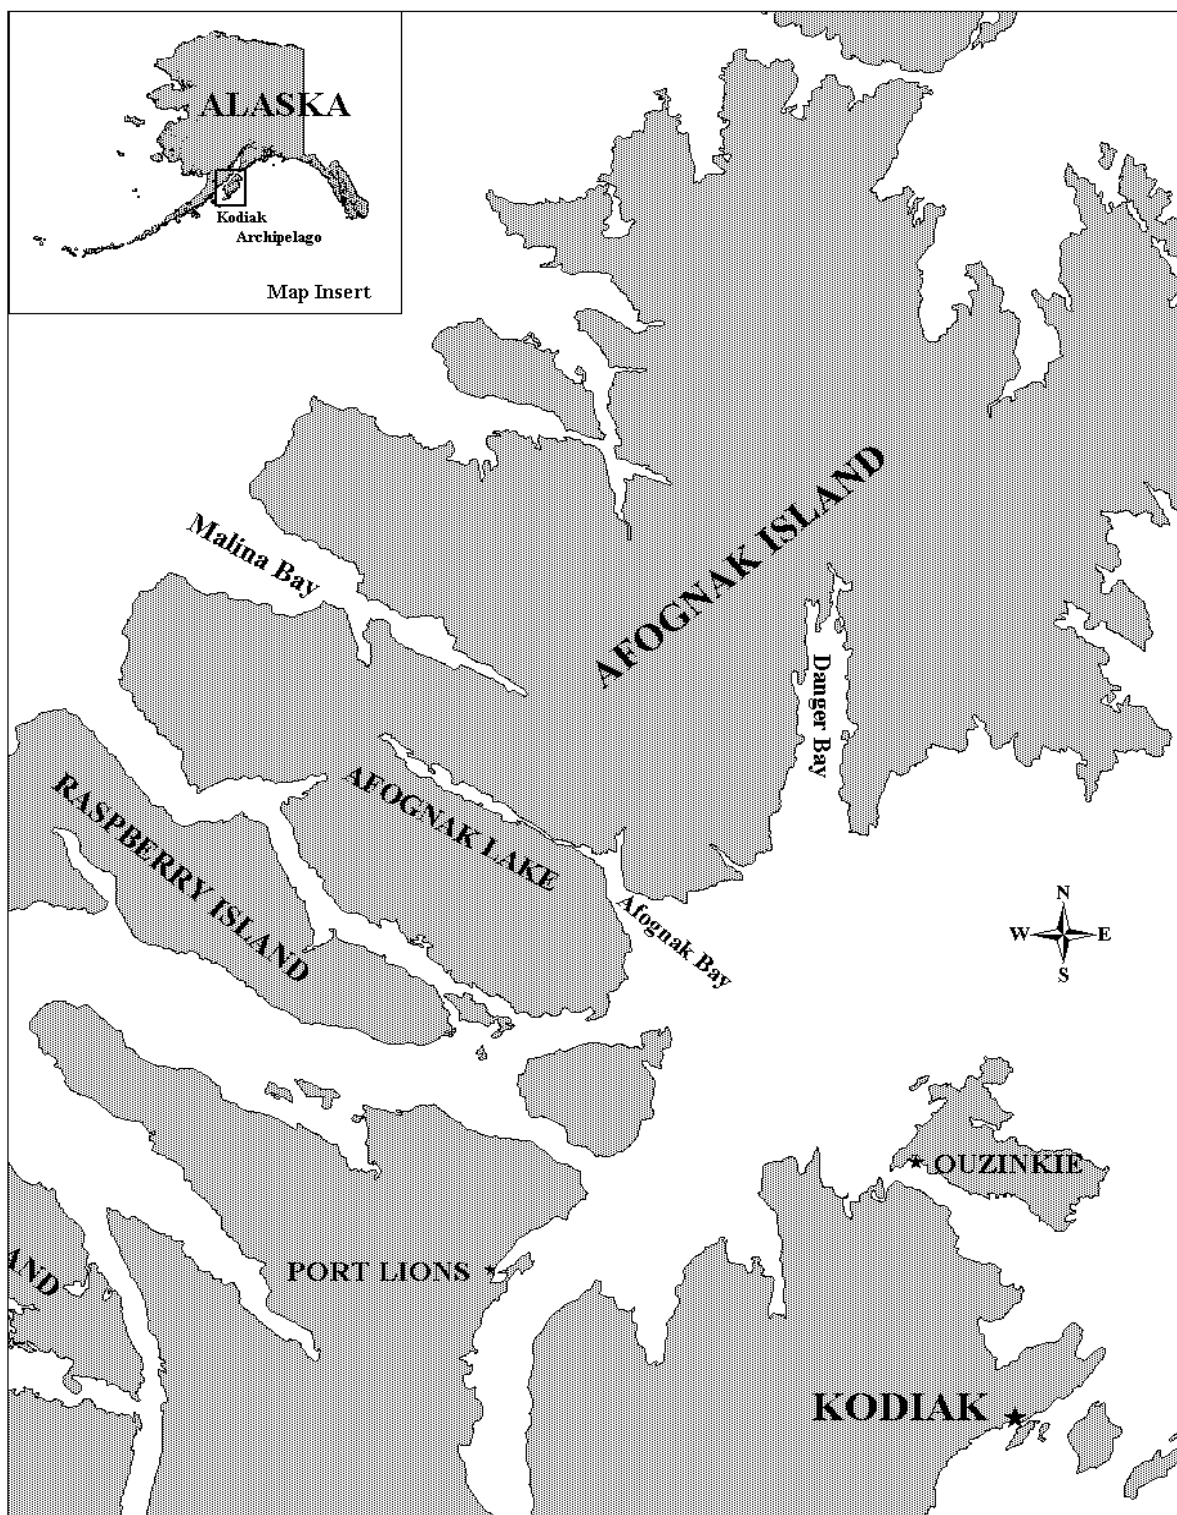 ALASKA
Kodiak
Archipelago
Map Insert
AFOGNAK ISLAND
Malina Bay
Danger Bay
RASPBERRY ISLAND
AFOGNAK LAKE
Afognak Bay
N
W E
S
OUZINKIE
AND
PORT LIONS
KODIAK